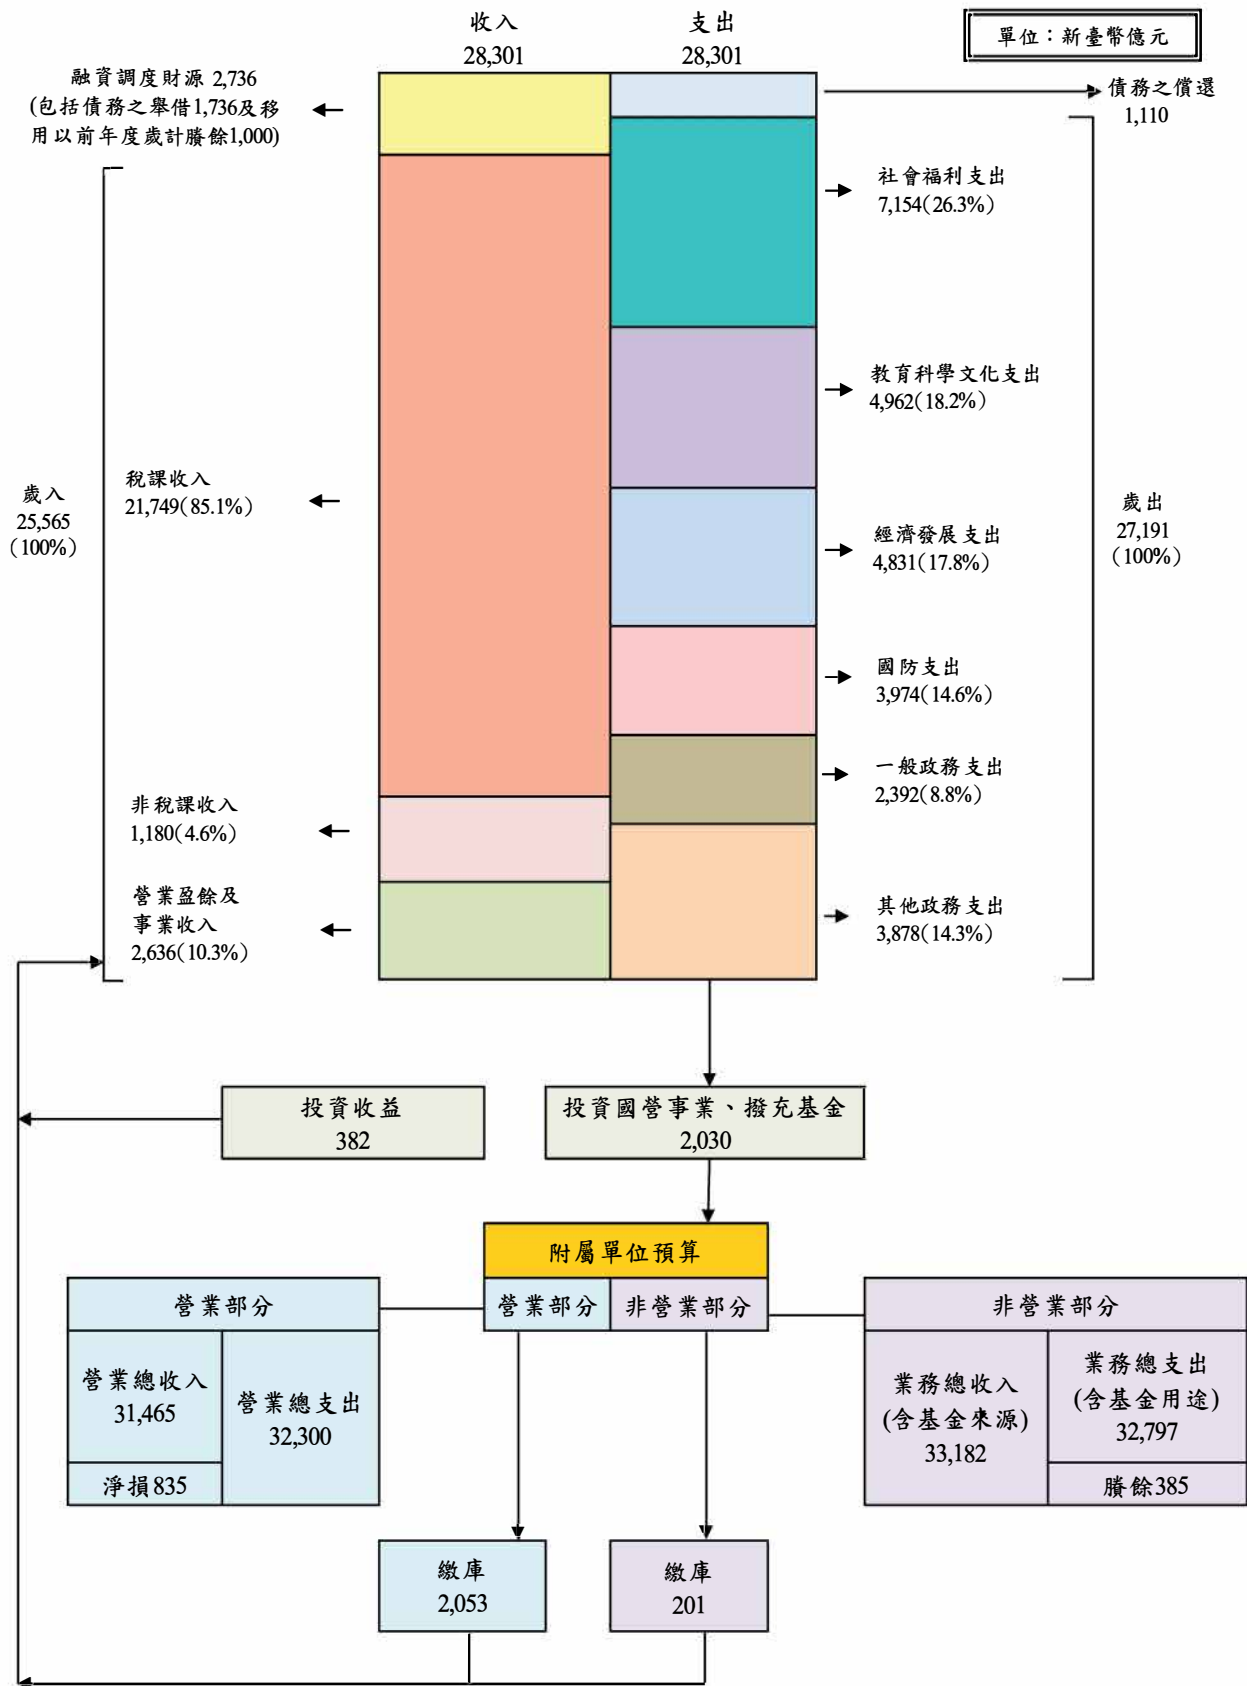 收入
28,301
支出
28,301
單位：新臺幣億元
融資調度財源 2,736
(包括債務之舉借1,736及移
用以前年度歲計賸餘1,000)
債務之償還
1,110
社會福利支出
7,154(26.3%)
教育科學文化支出
4,962(18.2%)
歲入
25,565
(100%)
稅課收入
21,749(85.1%)
經濟發展支出
4,831(17.8%)
歲出
27,191
(100%)
國防支出
3,974(14.6%)
一般政務支出
2,392(8.8%)
非稅課收入
1,180(4.6%)
營業盈餘及
事業收入
2,636(10.3%)
其他政務支出
3,878(14.3%)
投資收益
382
投資國營事業、撥充基金
2,030
附屬單位預算
營業部分
非營業部分
營業部分
營業總收入
31,465
淨損835
營業總支出
32,300
非營業部分
業務總收入
(含基金來源)
33,182
業務總支出
(含基金用途)
32,797
賸餘385
繳庫
2,053
繳庫
201